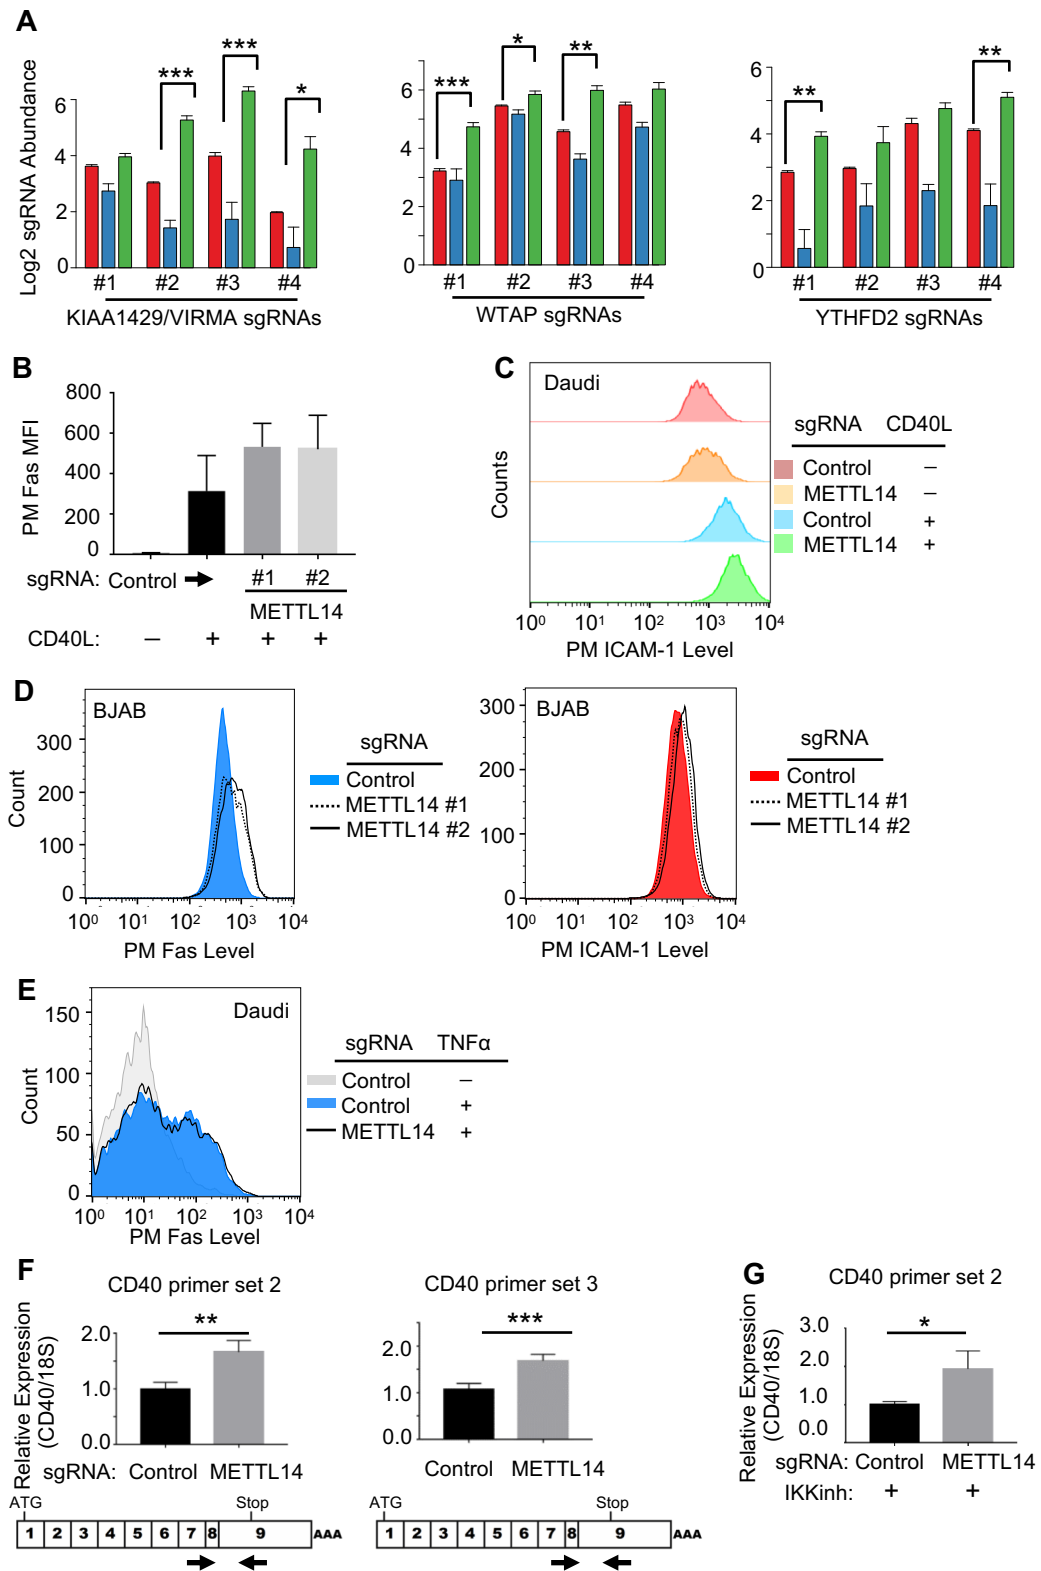 A
Log2 sgRNA Abundance
6
4
2
0
***
***
*
#1 #2 #3 #4
KIAA1429/VIRMA sgRNAs
6
4
2
0
***
*
**
#1 #2 #3 #4
WTAP sgRNAs
6
4
2
0
**
**
#1 #2 #3 #4
YTHFD2 sgRNAs
B
PM Fas MFI
800
600
400
200
0
sgRNA: Control #1 #2
METTL14
CD40L: – + + +
C
Daudi
Counts
10⁰ 10¹ 10² 10³ 10⁴
PM ICAM-1 Level
sgRNA CD40L
Control –
METTL14 –
Control +
METTL14 +
D
BJAB
Count
300
200
100
0
10⁰ 10¹ 10² 10³ 10⁴
PM Fas Level
sgRNA
Control
METTL14 #1
METTL14 #2
BJAB
300
200
100
0
10⁰ 10¹ 10² 10³ 10⁴
PM ICAM-1 Level
sgRNA
Control
METTL14 #1
METTL14 #2
E
Daudi
Count
150
100
50
0
10⁰ 10¹ 10² 10³ 10⁴
PM Fas Level
sgRNA TNFα
Control –
Control +
METTL14 +
F
CD40 primer set 2
Relative Expression
(CD40/18S)
2.0
1.0
0.0
**
sgRNA: Control METTL14
ATG Stop
1 2 3 4 5 6 7 8 9 AAA
CD40 primer set 3
2.0
1.0
0.0
***
Control METTL14
ATG Stop
1 2 3 4 5 6 7 8 9 AAA
G
CD40 primer set 2
Relative Expression
(CD40/18S)
3.0
2.0
1.0
0.0
*
sgRNA: Control METTL14
IKKinh: + +